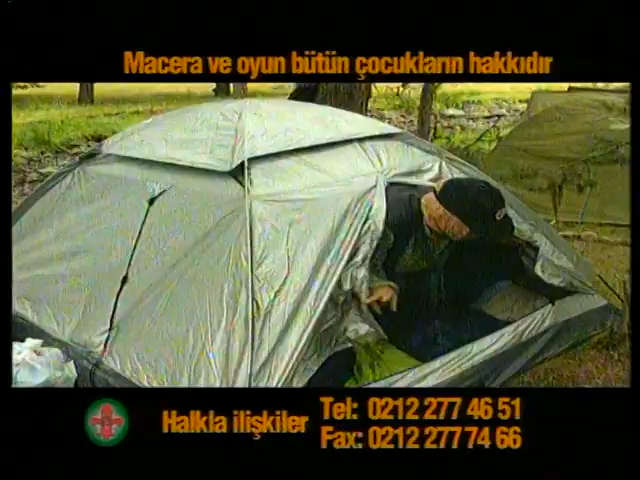 Macera ve oyun bütün çocukların hakkıdır
Halkla ilişkiler
Tel: 0212 277 46 51
Fax: 0212 277 74 66